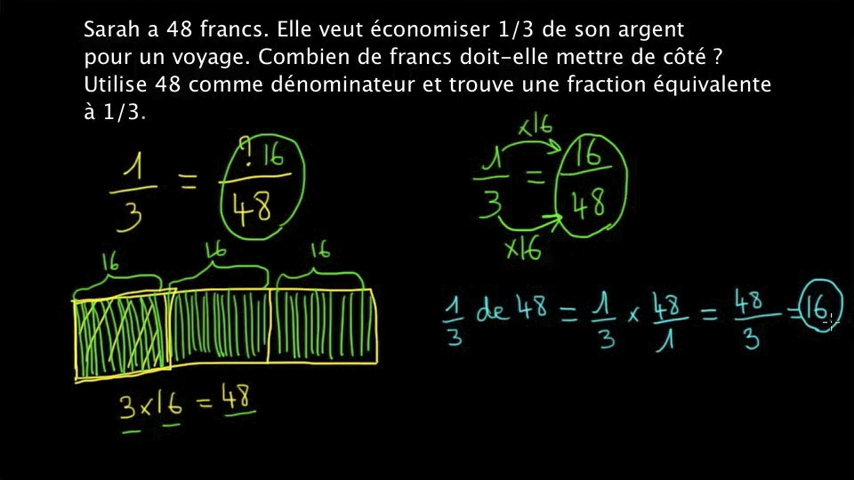 Sarah a 48 francs. Elle veut économiser 1/3 de son argent
pour un voyage. Combien de francs doit-elle mettre de côté ?
Utilise 48 comme dénominateur et trouve une fraction équivalente
à 1/3.
1/3 = ? 16/48
16 16 16
3 x 16 = 48
x16
1/3 = 16/48
x16
1/3 de 48 = 1/3 x 48/1 = 48/3 = 16